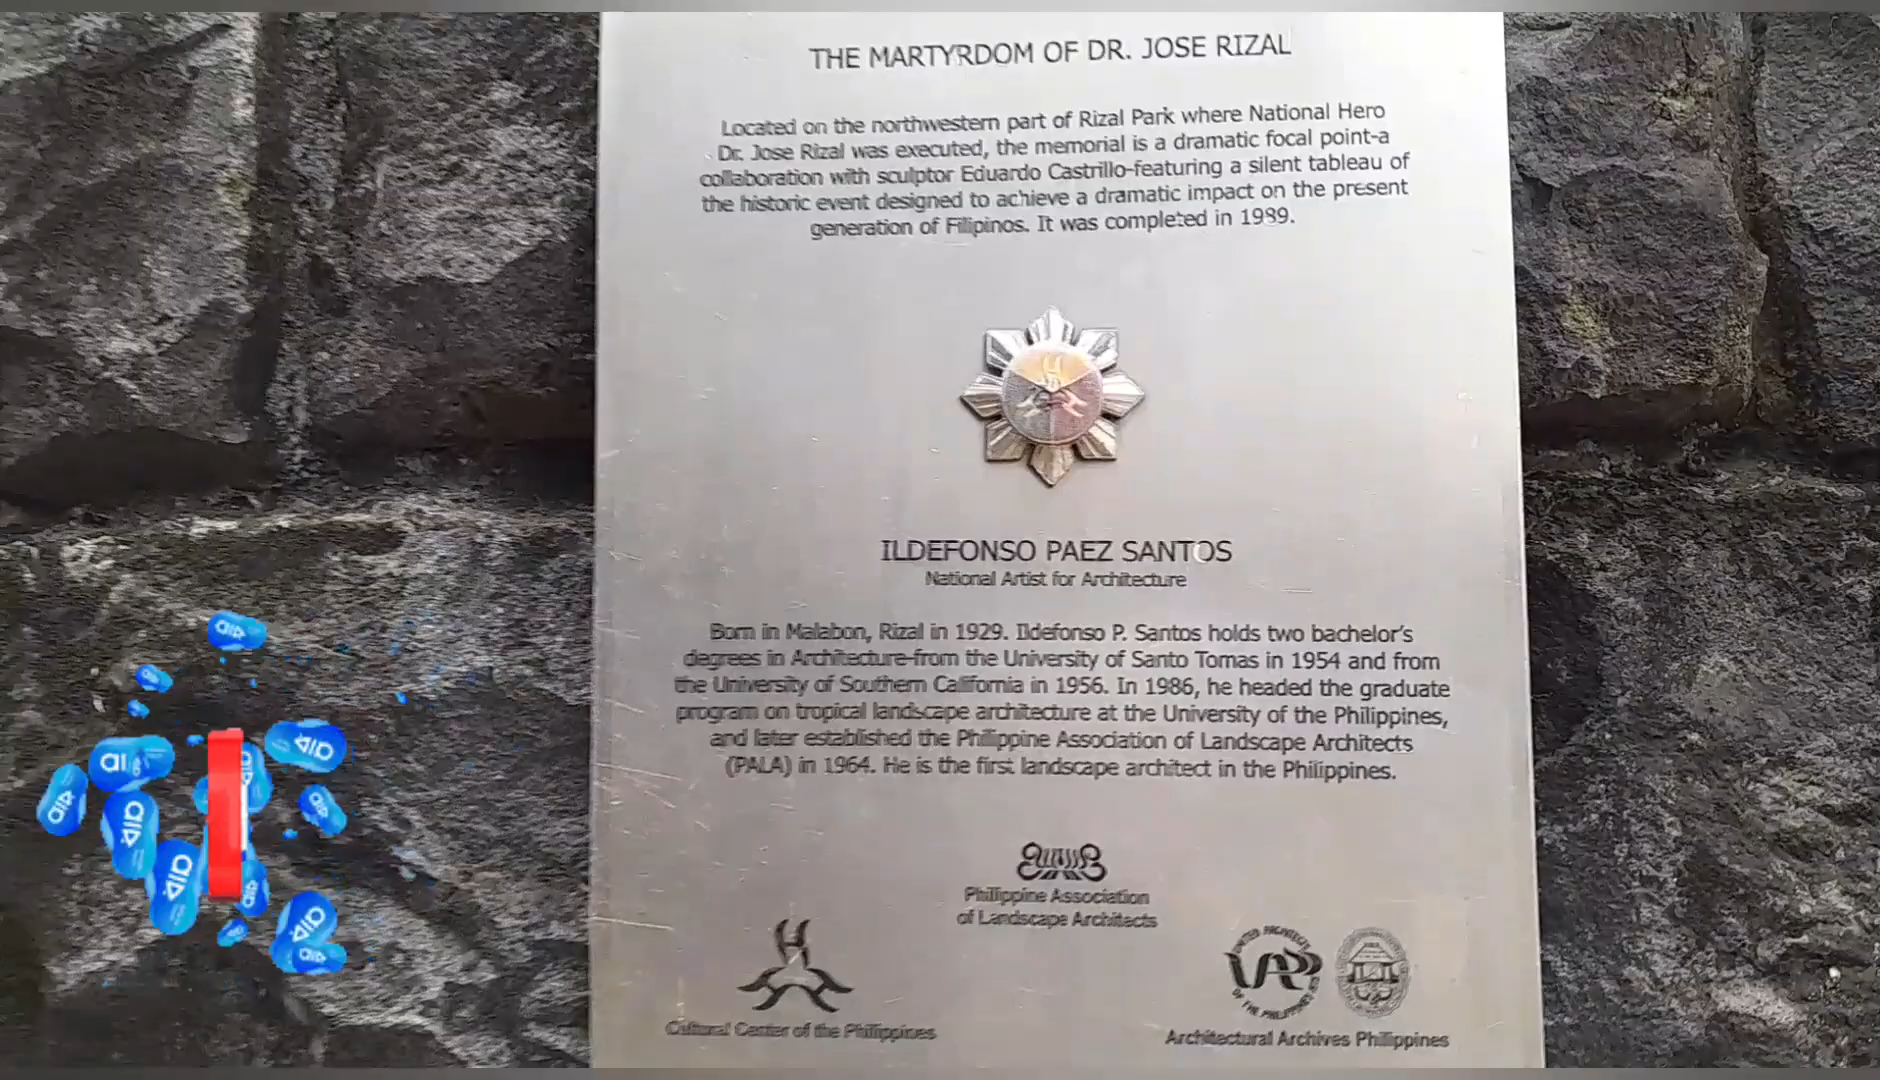 THE MARTYRDOM OF DR. JOSE RIZAL
Located on the northwestern part of Rizal Park where National Hero
Dr. Jose Rizal was executed, the memorial is a dramatic focal point-a
collaboration with sculptor Eduardo Castrillo-featuring a silent tableau of
the historic event designed to achieve a dramatic impact on the present
generation of Filipinos. It was completed in
ILDEFONSO PAEZ SANTOS
National Artist for Architecture
Born in Malabon, Rizal in 1929. Ildefonso P. Santos holds two bachelor's
degrees in Architecture-from the University of Santo Tomas in 1954 and from
the University of Southern California in 1956. In 1986, he headed the graduate
program on tropical landscape architecture at the University of the Philippines,
and later established the Philippine Association of Landscape Architects
(PALA) in 1964. He is the first landscape architect in the Philippines.
Philippine Association
of Landscape Architects
Cultural Center of the Philippines
UNITED ARCHITECTS
OF THE PHILIPPINES
UAP
Architectural Archives Philippines